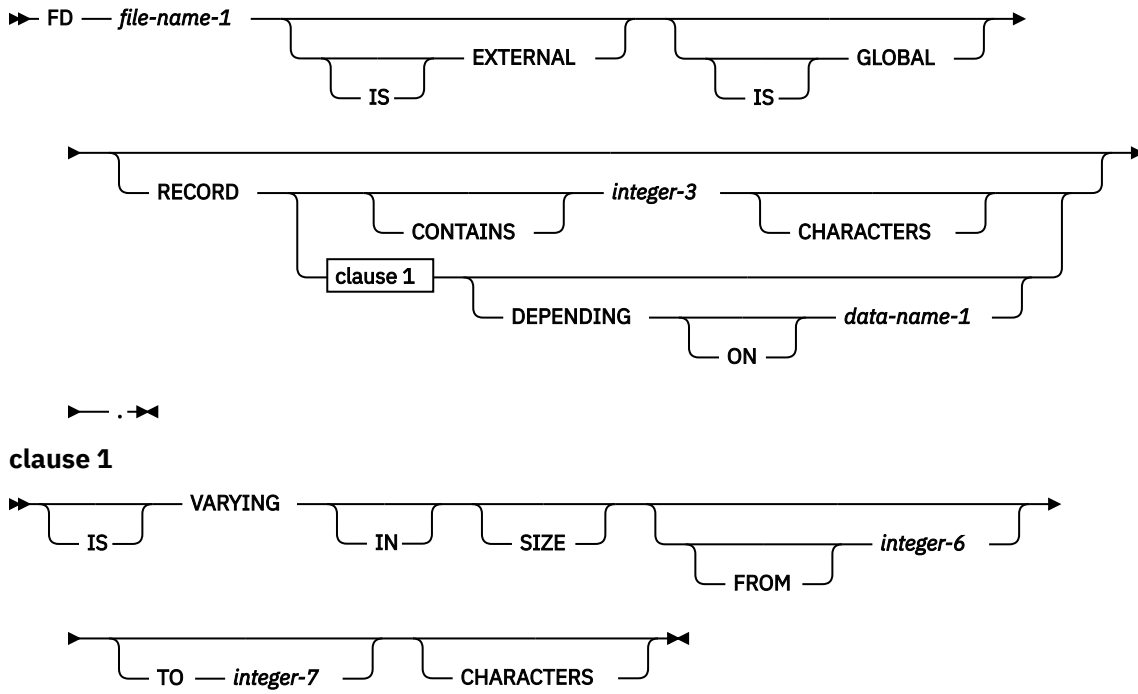 FD file-name-1
EXTERNAL GLOBAL
IS IS
RECORD integer-3
CONTAINS CHARACTERS
clause 1
DEPENDING data-name-1
ON
.
clause 1
VARYING
IS IN SIZE integer-6
FROM
TO integer-7 CHARACTERS